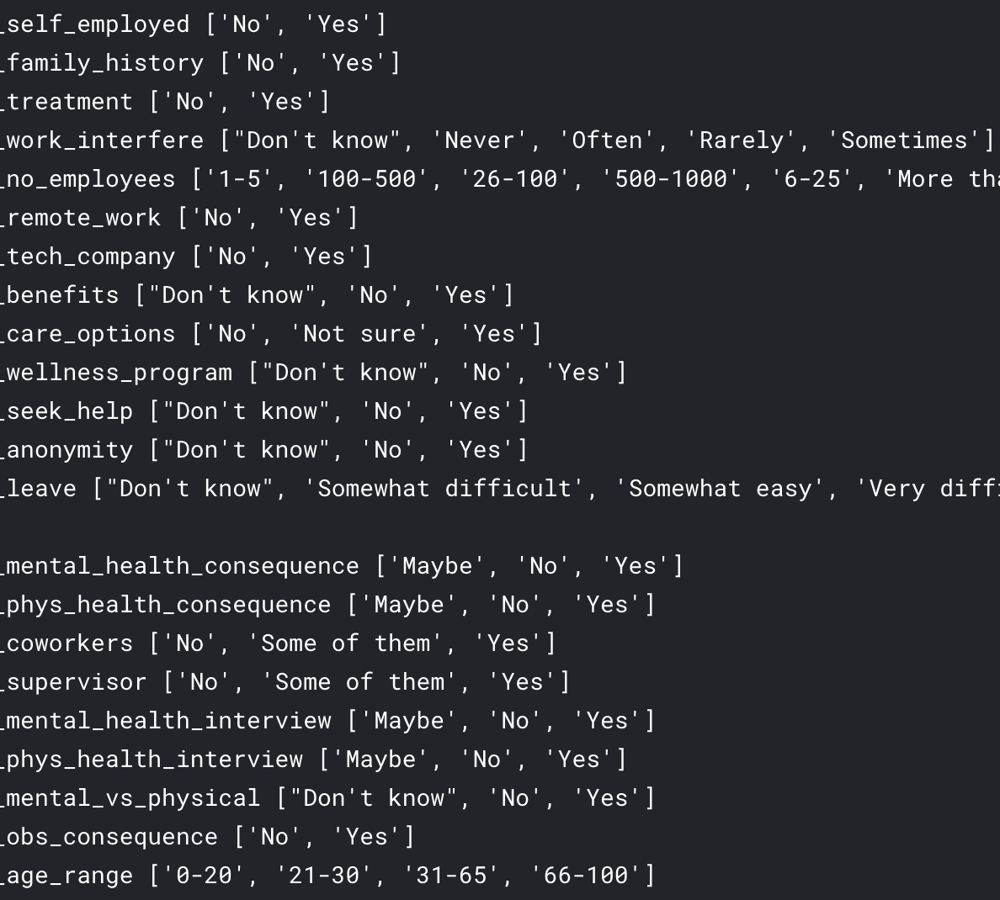 _self_employed ['No', 'Yes']
_family_history ['No', 'Yes']
_treatment ['No', 'Yes']
_work_interfere ["Don't know", 'Never', 'Often', 'Rarely', 'Sometimes']
_no_employees ['1-5', '100-500', '26-100', '500-1000', '6-25', 'More tha
_remote_work ['No', 'Yes']
_tech_company ['No', 'Yes']
_benefits ["Don't know", 'No', 'Yes']
_care_options ['No', 'Not sure', 'Yes']
_wellness_program ["Don't know", 'No', 'Yes']
_seek_help ["Don't know", 'No', 'Yes']
_anonymity ["Don't know", 'No', 'Yes']
_leave ["Don't know", 'Somewhat difficult', 'Somewhat easy', 'Very diffi
_mental_health_consequence ['Maybe', 'No', 'Yes']
_phys_health_consequence ['Maybe', 'No', 'Yes']
_coworkers ['No', 'Some of them', 'Yes']
_supervisor ['No', 'Some of them', 'Yes']
_mental_health_interview ['Maybe', 'No', 'Yes']
_phys_health_interview ['Maybe', 'No', 'Yes']
_mental_vs_physical ["Don't know", 'No', 'Yes']
_obs_consequence ['No', 'Yes']
_age_range ['0-20', '21-30', '31-65', '66-100']